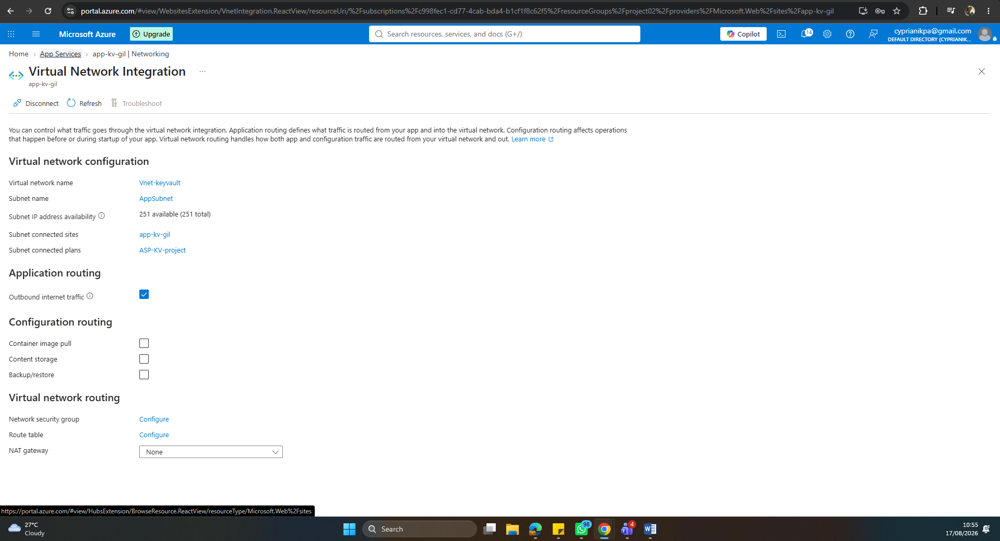 portal.azure.com/#view/WebsitesExtension/VnetIntegration.ReactView/resourceUri/%2Fsubscriptions%2Fc998fec1-cd77-4cab-bda4-b1cf1f8c62f5%2FresourceGroups%2Fproject02%2Fproviders%2FMicrosoft.Web%2Fsites%2Fapp-kv-gil
Microsoft Azure
Upgrade
Search resources, services, and docs (G+/)
Copilot
14
cyprianikpa@gmail.com
DEFAULT DIRECTORY (CYPRIANIK...
Home > App Services > app-kv-gil | Networking
Virtual Network Integration ...
app-kv-gil
Disconnect Refresh Troubleshoot
You can control what traffic goes through the virtual network integration. Application routing defines what traffic is routed from your app and into the virtual network. Configuration routing affects operations
that happen before or during startup of your app. Virtual network routing handles how both app and configuration traffic are routed from your virtual network and out. Learn more
Virtual network configuration
Virtual network name Vnet-keyvault
Subnet name AppSubnet
Subnet IP address availability 251 available (251 total)
Subnet connected sites app-kv-gil
Subnet connected plans ASP-KV-project
Application routing
Outbound internet traffic
Configuration routing
Container image pull
Content storage
Backup/restore
Virtual network routing
Network security group Configure
Route table Configure
NAT gateway None
https://portal.azure.com/#view/HubsExtension/BrowseResource.ReactView/resourceType/Microsoft.Web%2Fsites
27°C
Cloudy
Search
98
4
10:55
17/08/2026